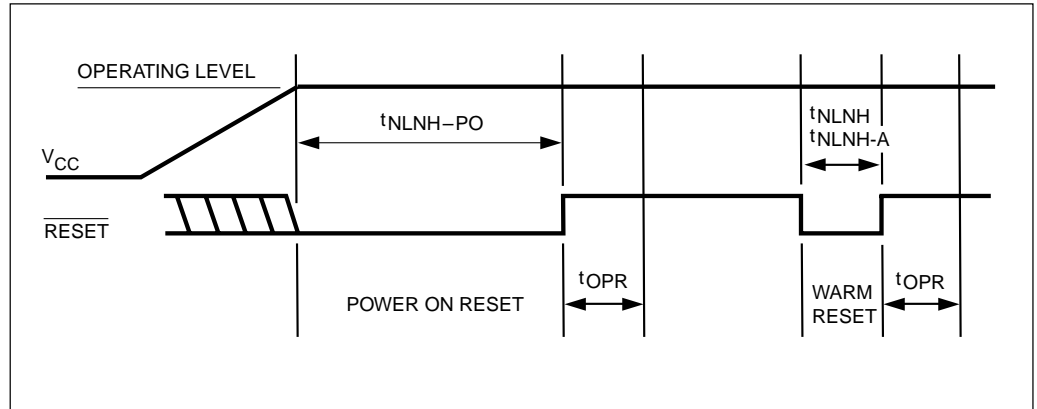 OPERATING LEVEL
tNLNH–PO
tNLNH
tNLNH-A
VCC
RESET
tOPR
tOPR
POWER ON RESET
WARM
RESET